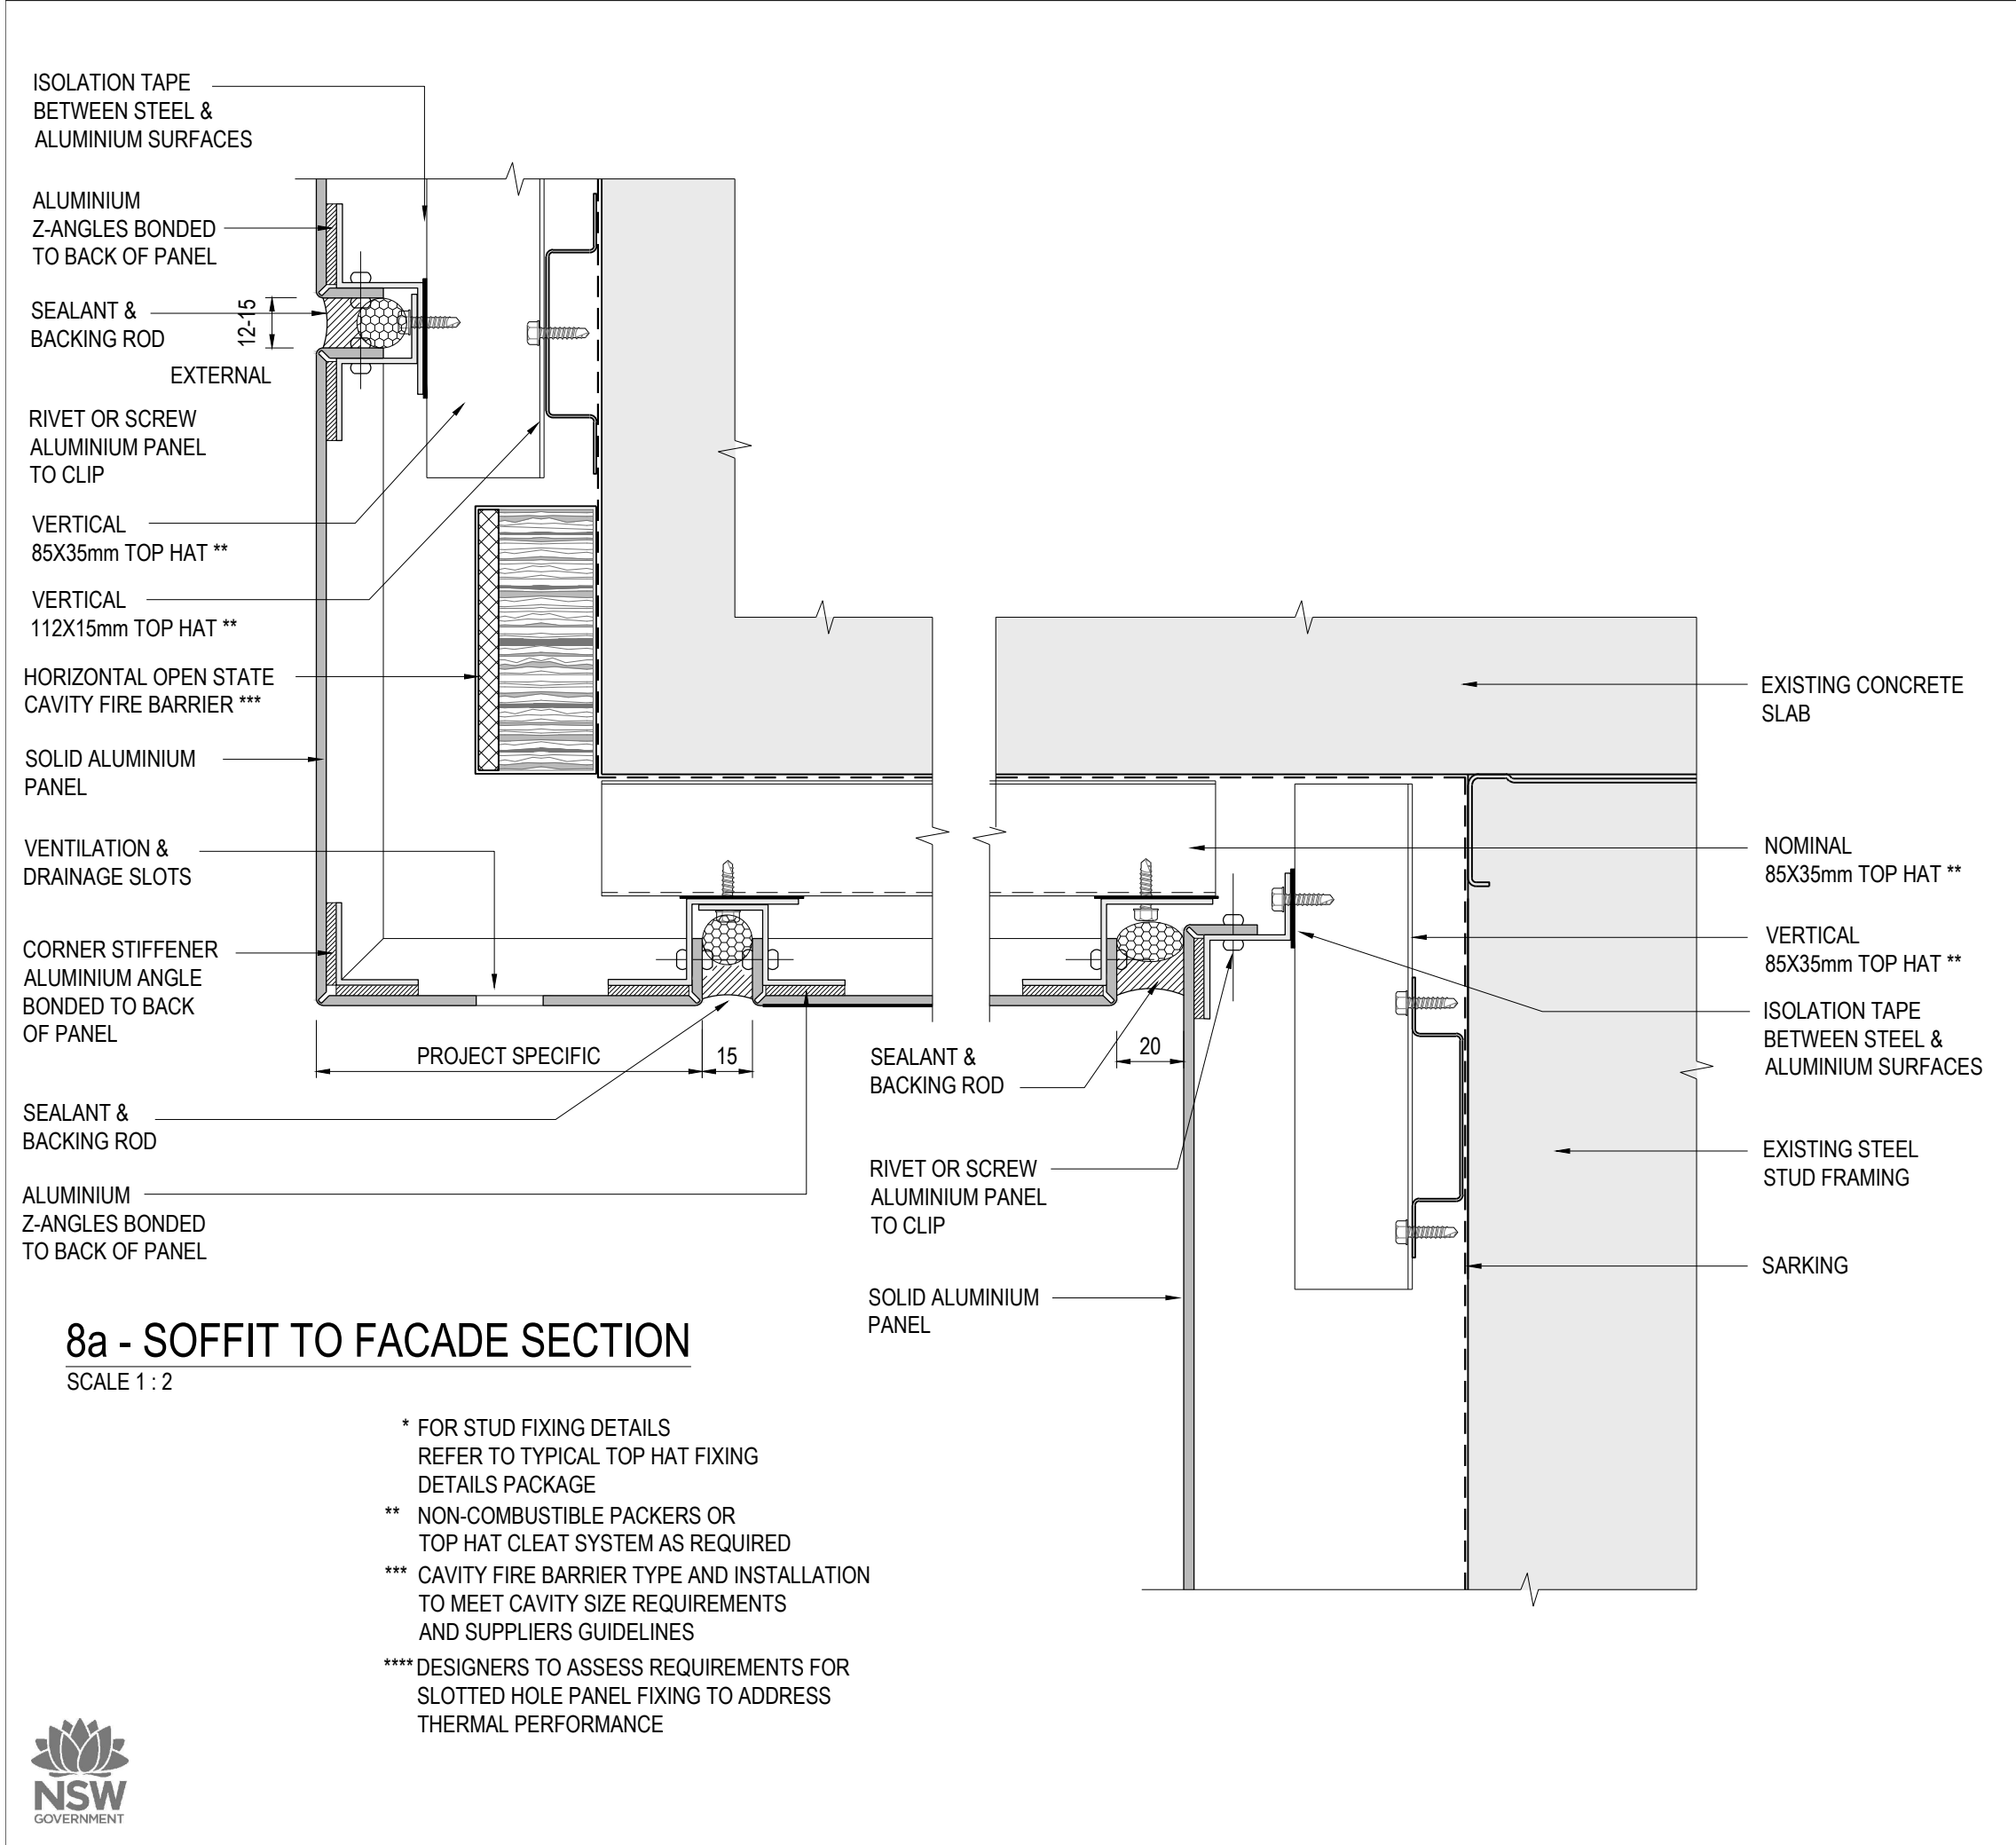 ISOLATION TAPE
BETWEEN STEEL &
ALUMINIUM SURFACES
ALUMINIUM
Z-ANGLES BONDED
TO BACK OF PANEL
SEALANT &
BACKING ROD
12-15
EXTERNAL
RIVET OR SCREW
ALUMINIUM PANEL
TO CLIP
VERTICAL
85X35mm TOP HAT **
VERTICAL
112X15mm TOP HAT **
HORIZONTAL OPEN STATE
CAVITY FIRE BARRIER ***
SOLID ALUMINIUM
PANEL
VENTILATION &
DRAINAGE SLOTS
CORNER STIFFENER
ALUMINIUM ANGLE
BONDED TO BACK
OF PANEL
PROJECT SPECIFIC
15
SEALANT &
BACKING ROD
ALUMINIUM
Z-ANGLES BONDED
TO BACK OF PANEL
20
SEALANT &
BACKING ROD
RIVET OR SCREW
ALUMINIUM PANEL
TO CLIP
SOLID ALUMINIUM
PANEL
EXISTING CONCRETE
SLAB
NOMINAL
85X35mm TOP HAT **
VERTICAL
85X35mm TOP HAT **
ISOLATION TAPE
BETWEEN STEEL &
ALUMINIUM SURFACES
EXISTING STEEL
STUD FRAMING
SARKING
8a - SOFFIT TO FACADE SECTION
SCALE 1 : 2
* FOR STUD FIXING DETAILS
REFER TO TYPICAL TOP HAT FIXING
DETAILS PACKAGE
** NON-COMBUSTIBLE PACKERS OR
TOP HAT CLEAT SYSTEM AS REQUIRED
*** CAVITY FIRE BARRIER TYPE AND INSTALLATION
TO MEET CAVITY SIZE REQUIREMENTS
AND SUPPLIERS GUIDELINES
**** DESIGNERS TO ASSESS REQUIREMENTS FOR
SLOTTED HOLE PANEL FIXING TO ADDRESS
THERMAL PERFORMANCE
NSW
GOVERNMENT